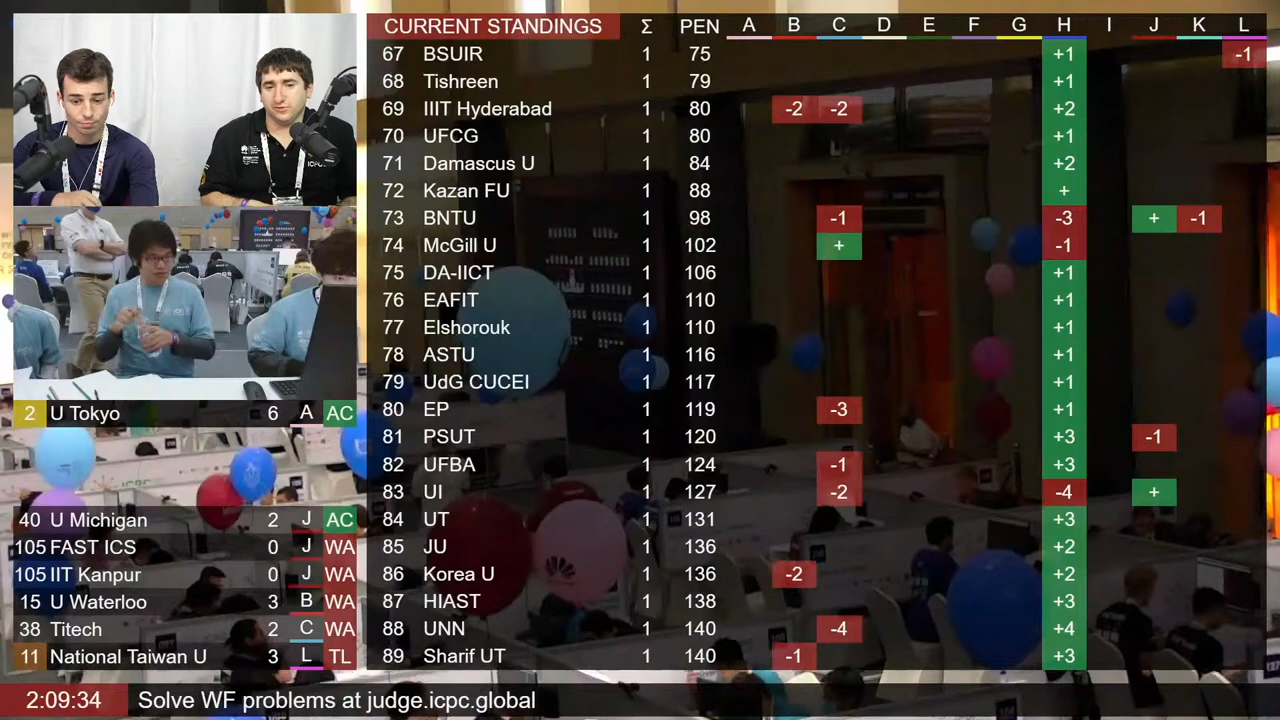 CURRENT STANDINGS Σ PEN A B C D E F G H I J K L
67 BSUIR 1 75 +1 -1
68 Tishreen 1 79 +1
69 IIIT Hyderabad 1 80 -2 -2 +2
70 UFCG 1 80 +1
71 Damascus U 1 84 +2
72 Kazan FU 1 88 +
73 BNTU 1 98 -1 -3 + -1
74 McGill U 1 102 + -1
75 DA-IICT 1 106 +1
76 EAFIT 1 110 +1
77 Elshorouk 1 110 +1
78 ASTU 1 116 +1
79 UdG CUCEI 1 117 +1
80 EP 1 119 -3 +1
81 PSUT 1 120 +3 -1
82 UFBA 1 124 -1 +3
83 UI 1 127 -2 -4 +
84 UT 1 131 +3
85 JU 1 136 +2
86 Korea U 1 136 -2 +2
87 HIAST 1 138 +3
88 UNN 1 140 -4 +4
89 Sharif UT 1 140 -1 +3
2 U Tokyo 6 A AC
40 U Michigan 2 J AC
105 FAST ICS 0 J WA
105 IIT Kanpur 0 J WA
15 U Waterloo 3 B WA
38 Titech 2 C WA
11 National Taiwan U 3 L TL
2:09:34 Solve WF problems at judge.icpc.global